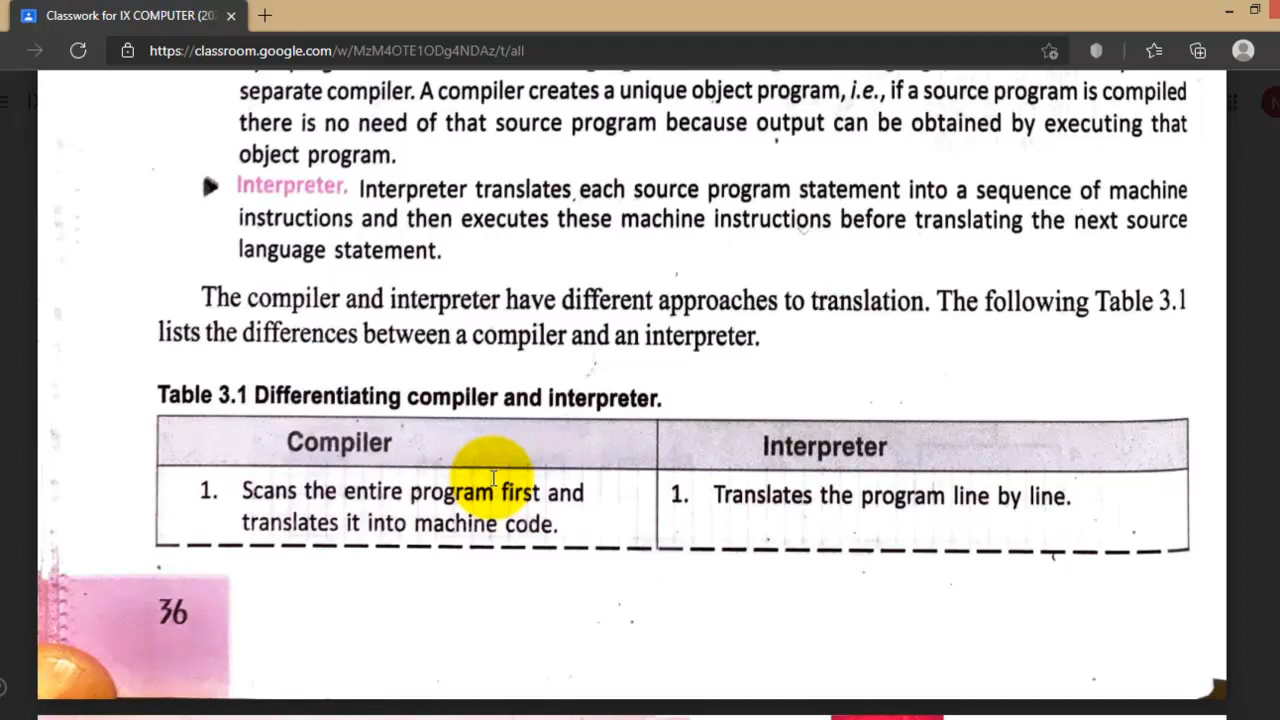 Classwork for IX COMPUTER (20
https://classroom.google.com/w/MzM4OTE1ODg4NDAz/t/all
separate compiler. A compiler creates a unique object program, i.e., if a source program is compiled
there is no need of that source program because output can be obtained by executing that
object program.
Interpreter. Interpreter translates each source program statement into a sequence of machine
instructions and then executes these machine instructions before translating the next source
language statement.
The compiler and interpreter have different approaches to translation. The following Table 3.1
lists the differences between a compiler and an interpreter.
Table 3.1 Differentiating compiler and interpreter.
Compiler
Interpreter
1. Scans the entire program first and
translates it into machine code.
1. Translates the program line by line.
36